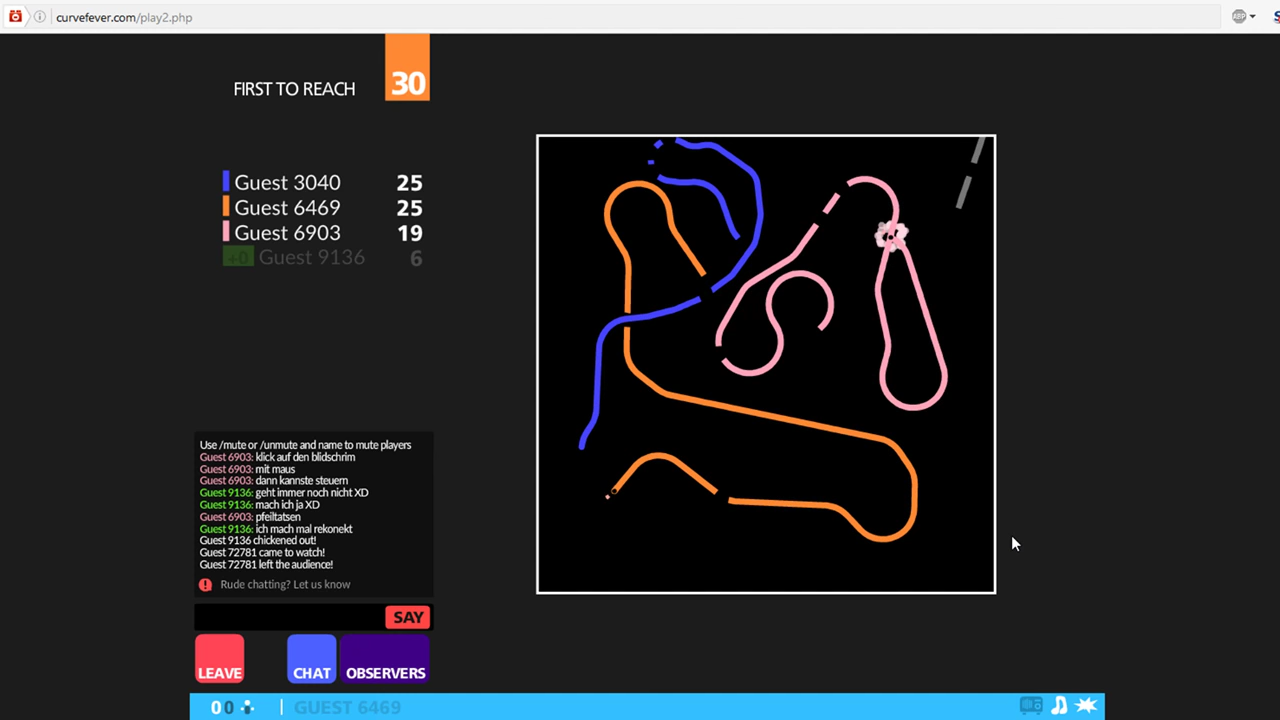 curvefever.com/play2.php
ABP
FIRST TO REACH
30
Guest 3040 25
Guest 6469 25
Guest 6903 19
+0 Guest 9136 6
Use /mute or /unmute and name to mute players
Guest 6903: klick auf den blidschrim
Guest 6903: mit maus
Guest 6903: dann kannste steuern
Guest 9136: geht immer noch nicht XD
Guest 9136: mach ich ja XD
Guest 6903: pfeiltatsen
Guest 9136: ich mach mal rekonekt
Guest 9136 chickened out!
Guest 72781 came to watch!
Guest 72781 left the audience!
Rude chatting? Let us know
SAY
LEAVE
CHAT
OBSERVERS
00
GUEST 6469